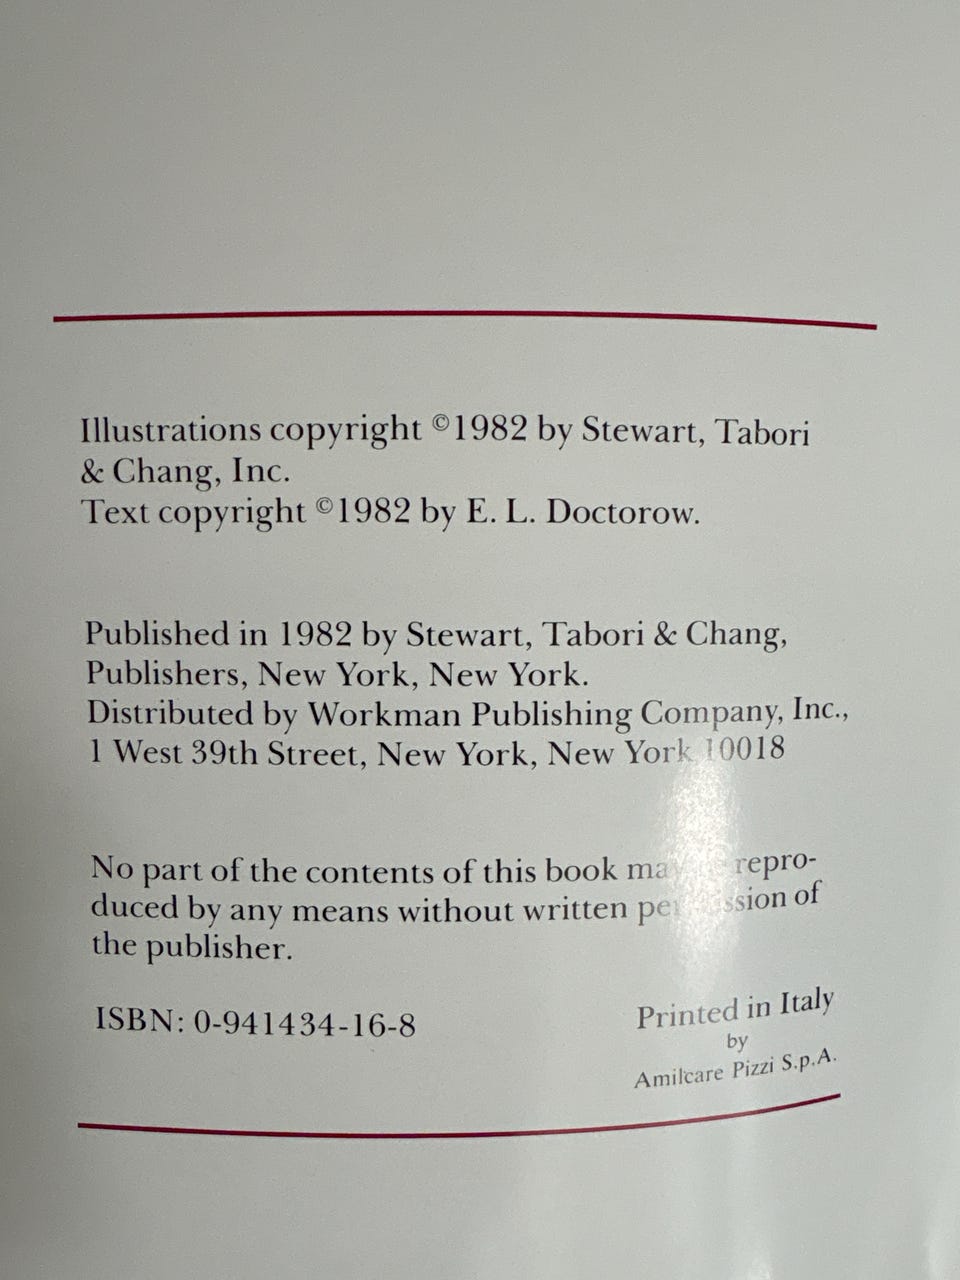 Illustrations copyright ©1982 by Stewart, Tabori
& Chang, Inc.
Text copyright ©1982 by E. L. Doctorow.
Published in 1982 by Stewart, Tabori & Chang,
Publishers, New York, New York.
Distributed by Workman Publishing Company, Inc.,
1 West 39th Street, New York, New York 10018
No part of the contents of this book may be repro-
duced by any means without written permission of
the publisher.
ISBN: 0-941434-16-8
Printed in Italy
by
Amilcare Pizzi S.p.A.